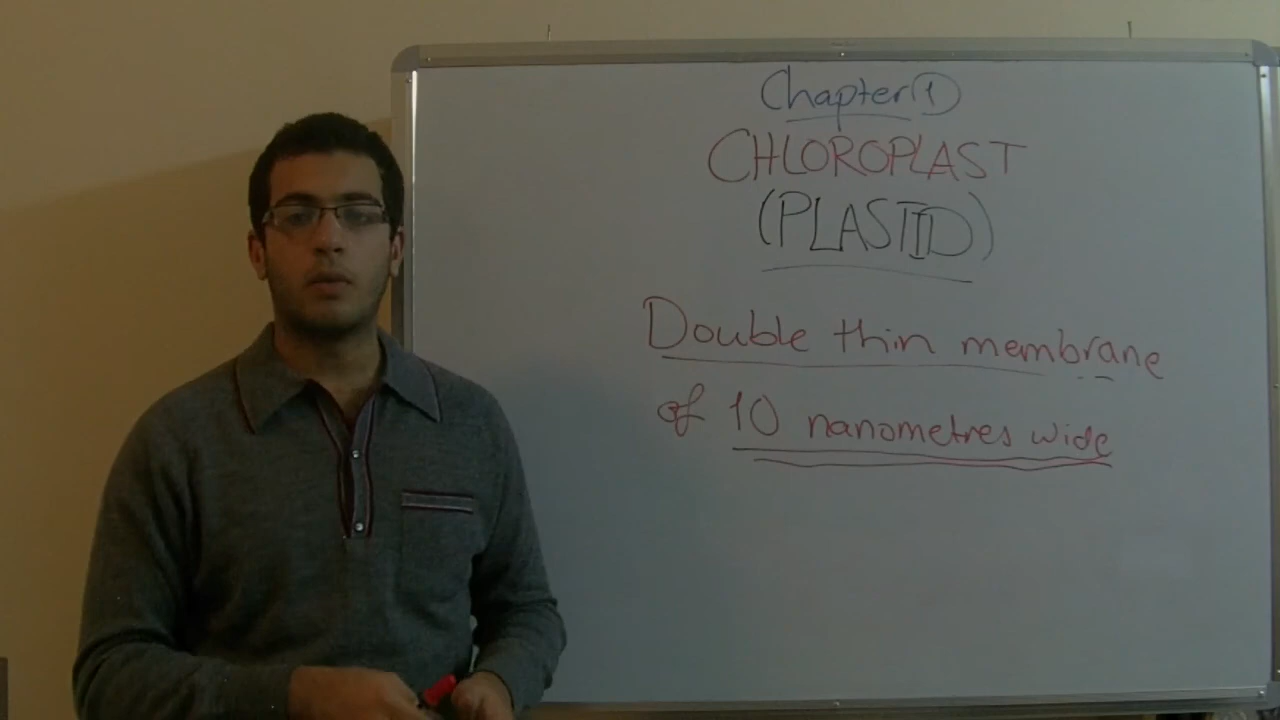 Chapter 1
CHLOROPLAST
(PLASTID)
Double thin membrane
of 10 nanometres wide